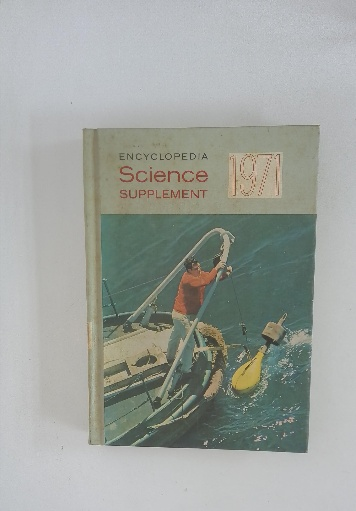 ENCYCLOPEDIA
Science
SUPPLEMENT
1971